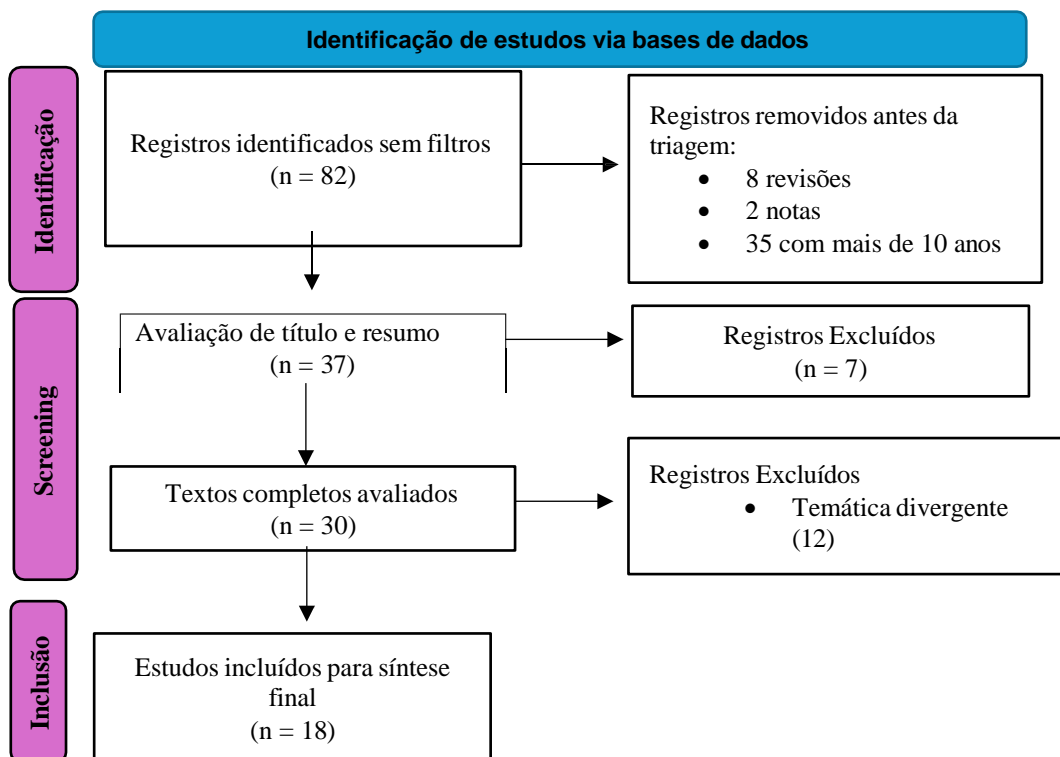 Identificação de estudos via bases de dados
Identificação
Registros identificados sem filtros
(n = 82)
Registros removidos antes da
triagem:
• 8 revisões
• 2 notas
• 35 com mais de 10 anos
Screening
Avaliação de título e resumo
(n = 37)
Registros Excluídos
(n = 7)
Textos completos avaliados
(n = 30)
Registros Excluídos
• Temática divergente
(12)
Inclusão
Estudos incluídos para síntese
final
(n = 18)